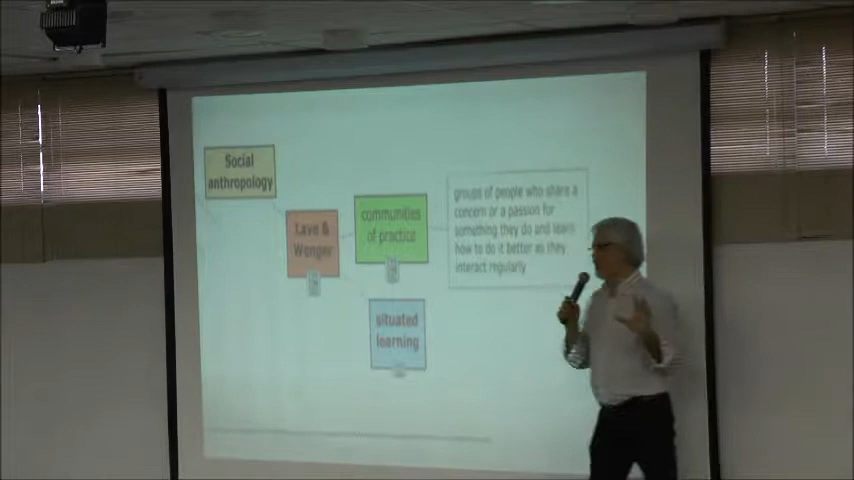 Social
anthropology
Lave &
Wenger
communities
of practice
groups of people who share a
concern or a passion for
something they do and learn
how to do it better as they
interact regularly
situated
learning